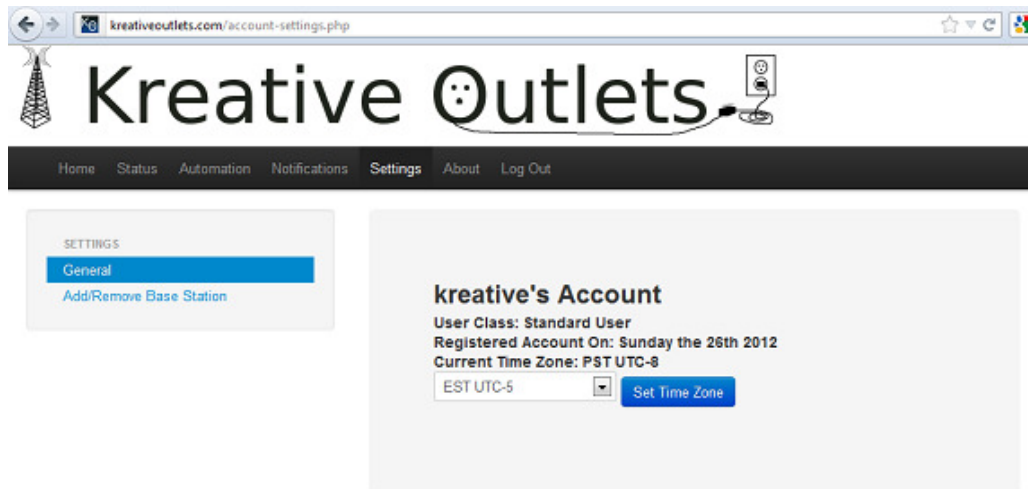 kreativeoutlets.com/account-settings.php
Kreative Outlets
Home Status Automation Notifications Settings About Log Out
SETTINGS
General
Add/Remove Base Station
kreative's Account
User Class: Standard User
Registered Account On: Sunday the 26th 2012
Current Time Zone: PST UTC-8
EST UTC-5 Set Time Zone